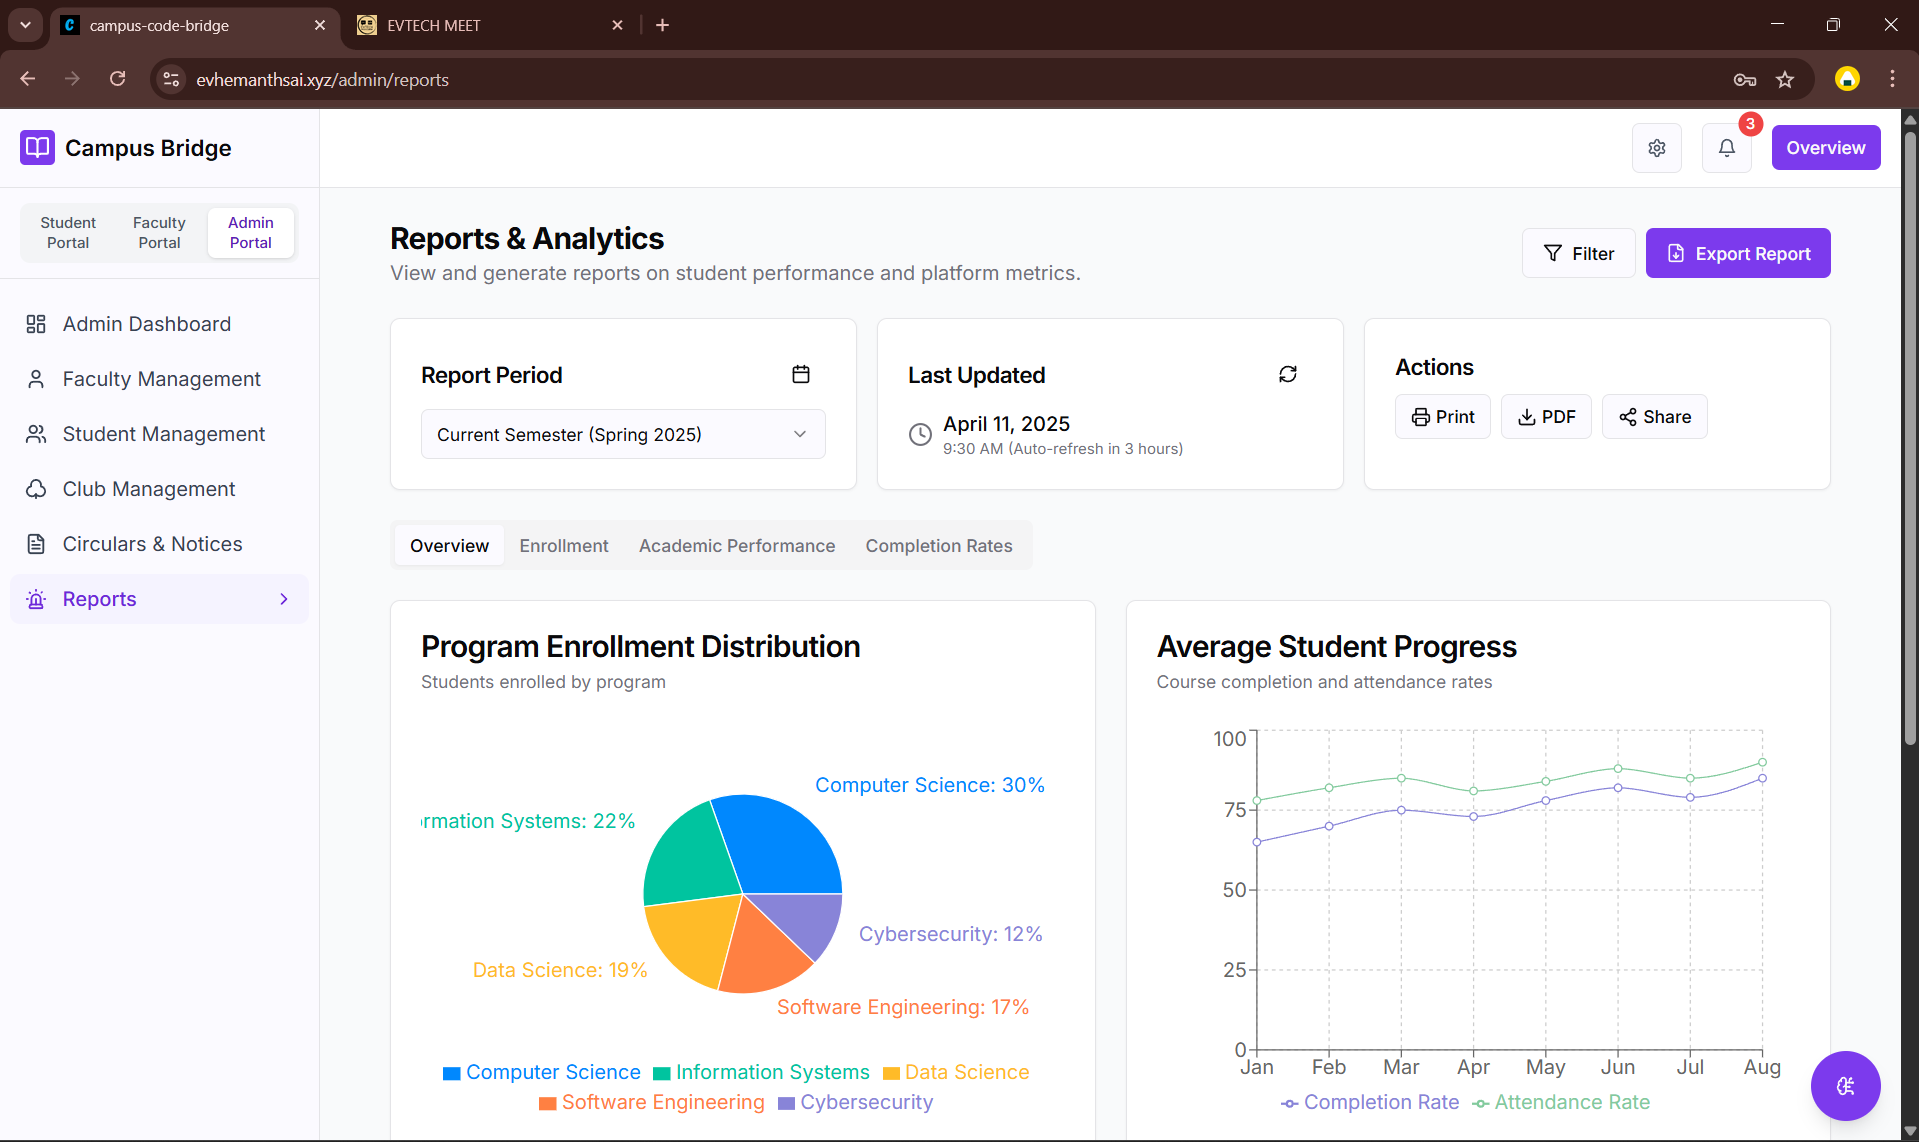 campus-code-bridge
EVTECH MEET
evhemanthsai.xyz/admin/reports
Campus Bridge
3
Overview
Student Portal
Faculty Portal
Admin Portal
Admin Dashboard
Faculty Management
Student Management
Club Management
Circulars & Notices
Reports
Reports & Analytics
View and generate reports on student performance and platform metrics.
Filter
Export Report
Report Period
Current Semester (Spring 2025)
Last Updated
April 11, 2025
9:30 AM (Auto-refresh in 3 hours)
Actions
Print
PDF
Share
Overview
Enrollment
Academic Performance
Completion Rates
Program Enrollment Distribution
Students enrolled by program
Computer Science: 30%
rmation Systems: 22%
Cybersecurity: 12%
Data Science: 19%
Software Engineering: 17%
Computer Science
Information Systems
Data Science
Software Engineering
Cybersecurity
Average Student Progress
Course completion and attendance rates
100
75
50
25
0
Jan Feb Mar Apr May Jun Jul Aug
Completion Rate
Attendance Rate